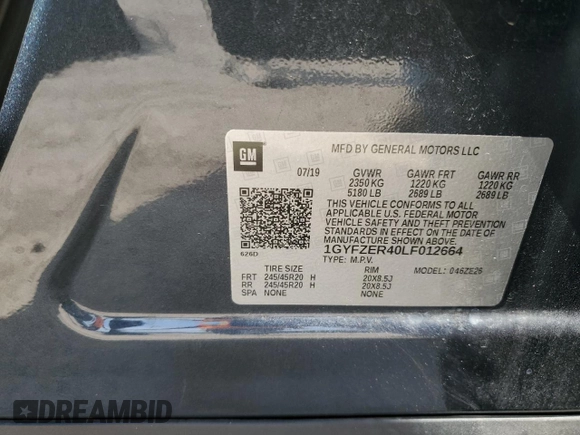 GM
MFD BY GENERAL MOTORS LLC
07/19 GVWR GAWR FRT GAWR RR
2350 KG 1220 KG 1220 KG
5180 LB 2689 LB 2689 LB
THIS VEHICLE CONFORMS TO ALL
APPLICABLE U.S. FEDERAL MOTOR
VEHICLE SAFETY AND THEFT PREVENTION
STANDARDS IN EFFECT ON THE DATE OF
MANUFACTURE SHOWN ABOVE.
1GYFZER40LF012664
626D
TYPE: M.P.V. MODEL: 046ZE26
TIRE SIZE RIM
FRT 245/45R20 H 20X8.5J
RR 245/45R20 H 20X8.5J
SPA NONE NONE
DREAMBID